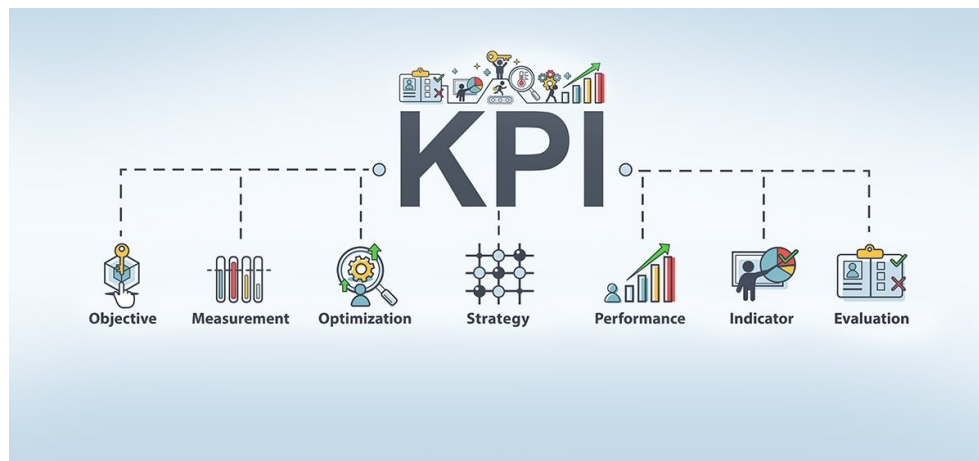 KPI
Objective
Measurement
Optimization
Strategy
Performance
Indicator
Evaluation